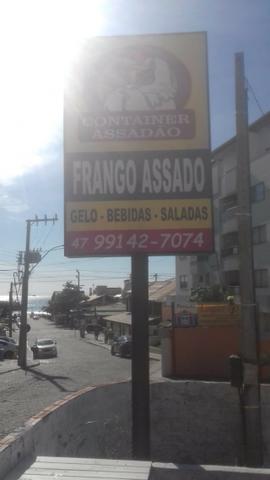 CONTAINER
ASSADÃO
FRANGO ASSADO
GELO - BEBIDAS - SALADAS
47 99142-7074